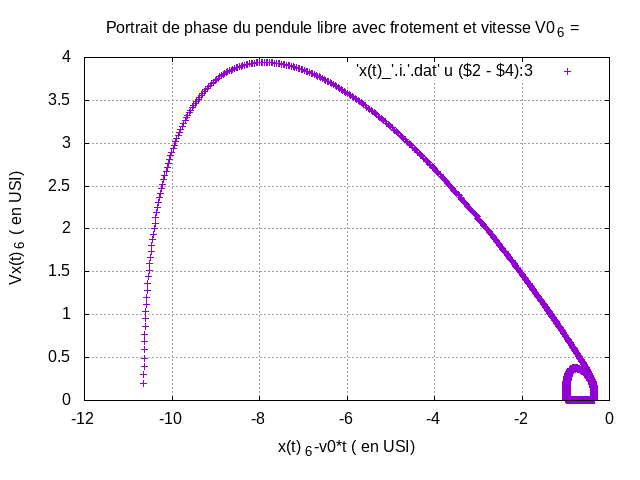 Portrait de phase du pendule libre avec frotement et vitesse V0₆ =
'x(t)_'.i.'.dat' u ($2 - $4):3
4
3.5
3
2.5
2
1.5
1
0.5
0
Vx(t)₆ ( en USI)
-12 -10 -8 -6 -4 -2 0
x(t)₆-v0*t ( en USI)